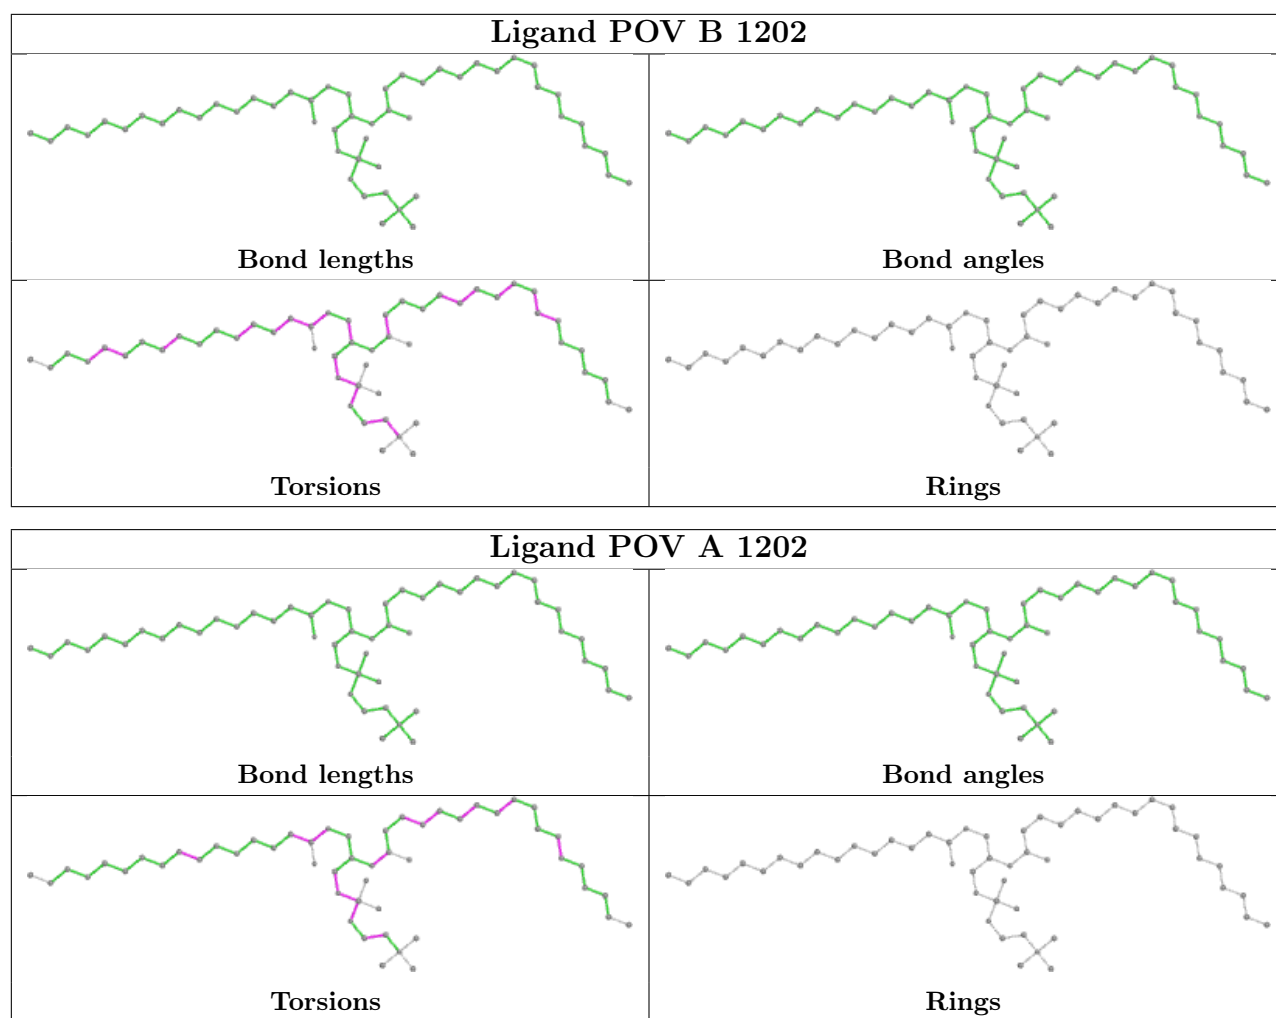 Ligand POV B 1202
Bond lengths
Bond angles
Torsions
Rings
Ligand POV A 1202
Bond lengths
Bond angles
Torsions
Rings